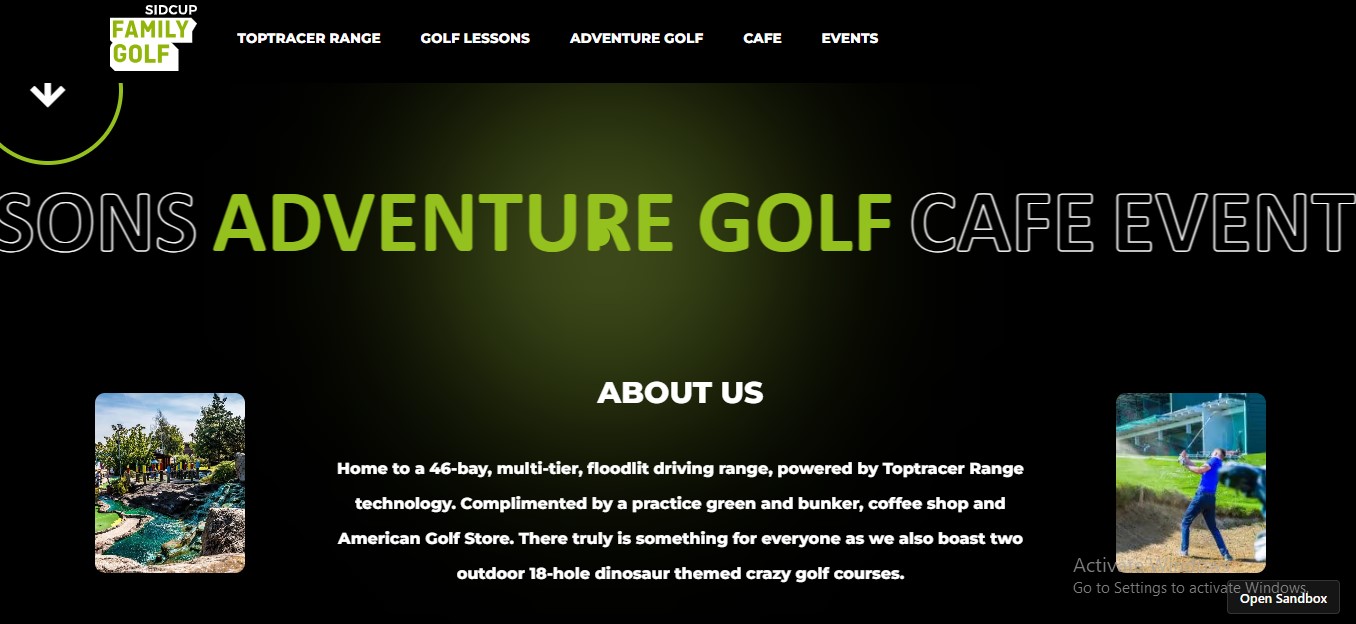 SIDCUP
FAMILY
GOLF
TOPTRACER RANGE GOLF LESSONS ADVENTURE GOLF CAFE EVENTS
SONS ADVENTURE GOLF CAFE EVENT
ABOUT US
Home to a 46-bay, multi-tier, floodlit driving range, powered by Toptracer Range
technology. Complimented by a practice green and bunker, coffee shop and
American Golf Store. There truly is something for everyone as we also boast two
outdoor 18-hole dinosaur themed crazy golf courses.
Activate Windows
Go to Settings to activate Windows.
Open Sandbox